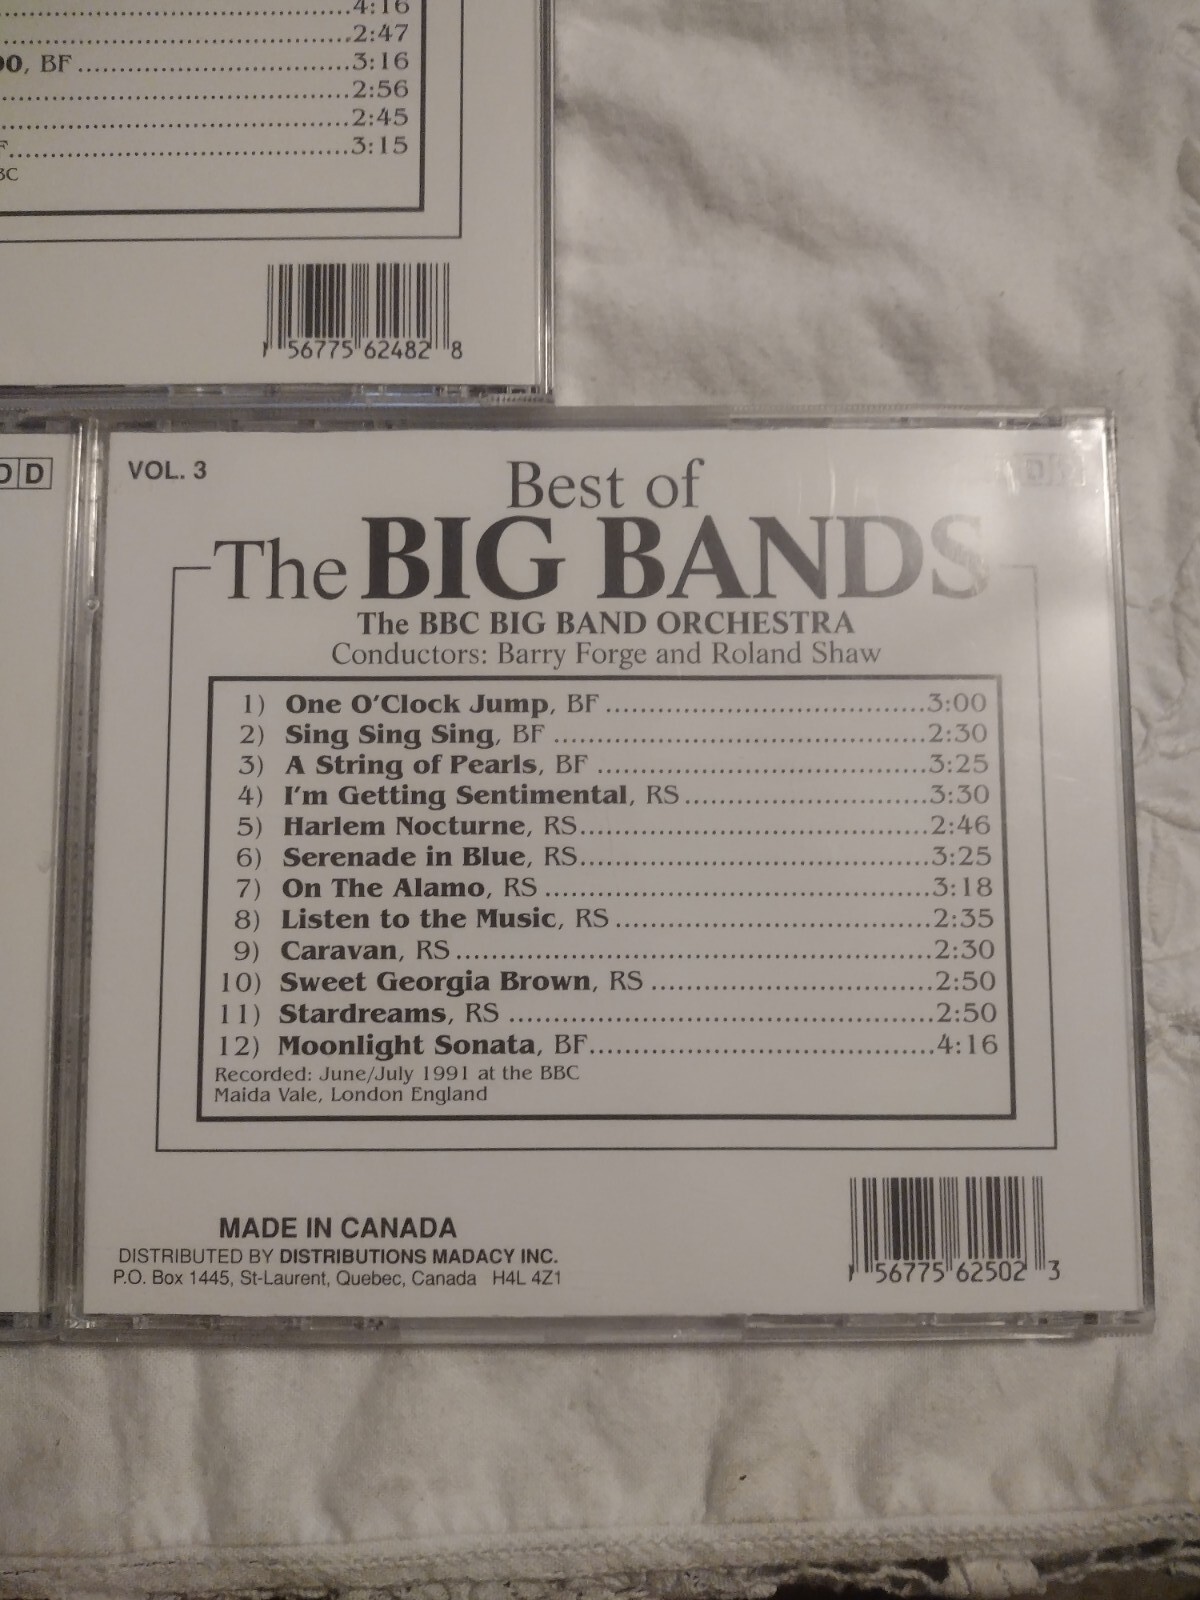 4:16
2:47
OO, BF ........ 3:16
2:56
2:45
3:15
BC
56775 62482 8
D D
VOL. 3
Best of
The BIG BANDS
The BBC BIG BAND ORCHESTRA
Conductors: Barry Forge and Roland Shaw
1) One O'Clock Jump, BF ........ 3:00
2) Sing Sing Sing, BF ........ 2:30
3) A String of Pearls, BF ........ 3:25
4) I'm Getting Sentimental, RS ........ 3:30
5) Harlem Nocturne, RS ........ 2:46
6) Serenade in Blue, RS ........ 3:25
7) On The Alamo, RS ........ 3:18
8) Listen to the Music, RS ........ 2:35
9) Caravan, RS ........ 2:30
10) Sweet Georgia Brown, RS ........ 2:50
11) Stardreams, RS ........ 2:50
12) Moonlight Sonata, BF ........ 4:16
Recorded: June/July 1991 at the BBC
Maida Vale, London England
MADE IN CANADA
DISTRIBUTED BY DISTRIBUTIONS MADACY INC.
P.O. Box 1445, St-Laurent, Quebec, Canada H4L 4Z1
56775 62502 3